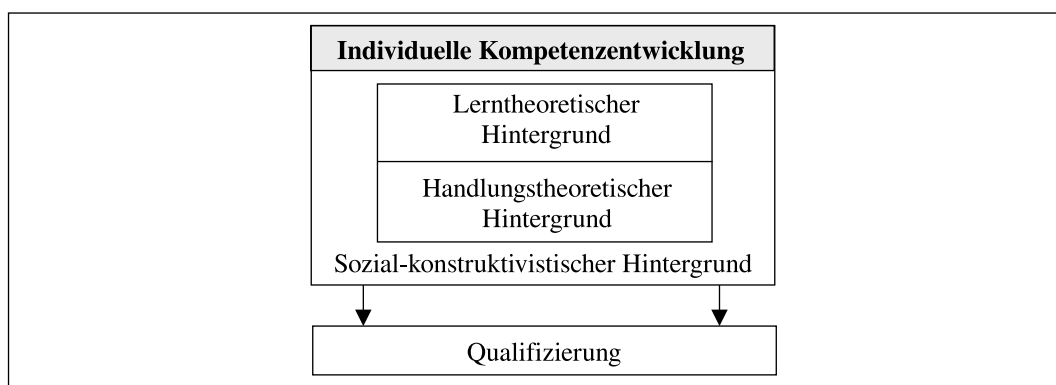 Individuelle Kompetenzentwicklung
Lerntheoretischer
Hintergrund
Handlungstheoretischer
Hintergrund
Sozial-konstruktivistischer Hintergrund
Qualifizierung